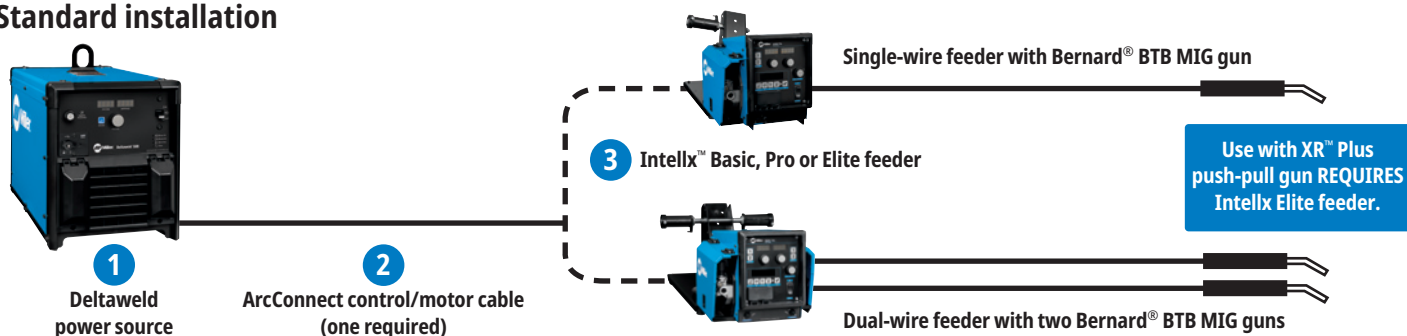 Standard installation
Single-wire feeder with Bernard® BTB MIG gun
3 Intellx™ Basic, Pro or Elite feeder
Use with XR™ Plus
push-pull gun REQUIRES
Intellx Elite feeder.
1
Deltaweld
power source
2
ArcConnect control/motor cable
(one required)
Dual-wire feeder with two Bernard® BTB MIG guns
Miller